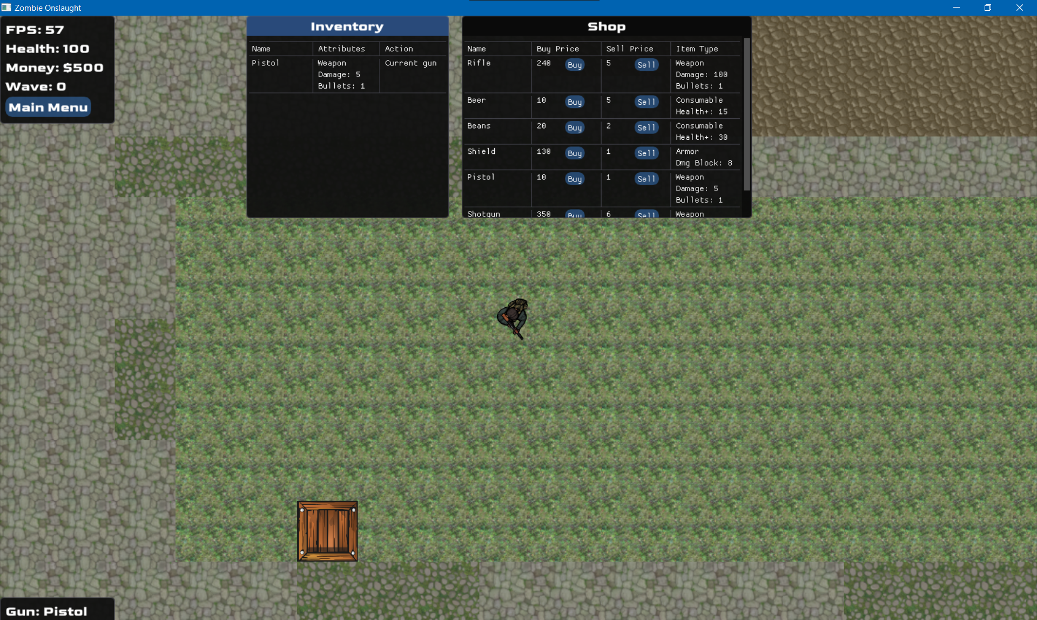 Zombie Onslaught
FPS: 57
Health: 100
Money: $500
Wave: 0
Main Menu
Inventory
Name Attributes Action
Pistol Weapon Current gun
Damage: 5
Bullets: 1
Shop
Name Buy Price Sell Price Item Type
Rifle 240 Buy 5 Sell Weapon
Damage: 100
Bullets: 1
Beer 10 Buy 5 Sell Consumable
Health+: 15
Beans 20 Buy 2 Sell Consumable
Health+: 30
Shield 130 Buy 1 Sell Armor
Dmg Block: 8
Pistol 10 Buy 1 Sell Weapon
Damage: 5
Bullets: 1
Shotgun 350 Buy 6 Sell Weapon
Gun: Pistol